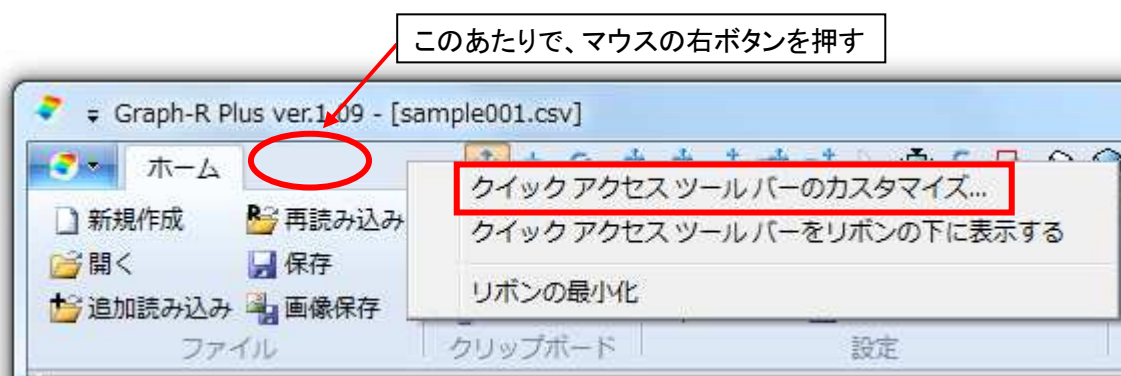 このあたりで、マウスの右ボタンを押す
Graph-R Plus ver.1.09 - [sample001.csv]
ホーム
クイック アクセス ツール バーのカスタマイズ...
新規作成 再読み込み
クイック アクセス ツール バーをリボンの下に表示する
開く 保存
リボンの最小化
追加読み込み 画像保存
ファイル クリップボード 設定